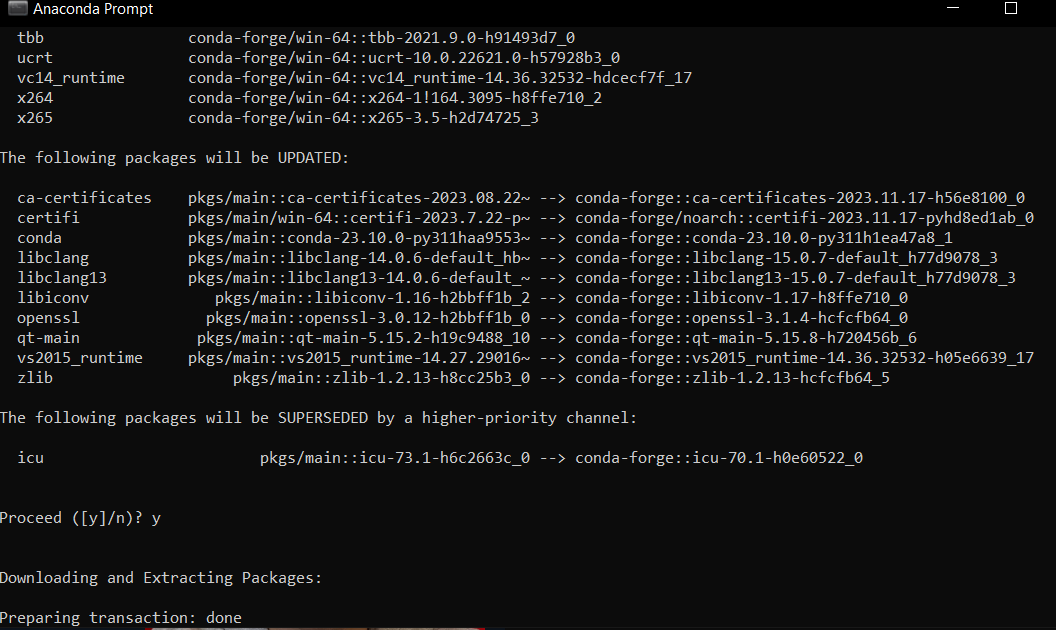 Anaconda Prompt
tbb conda-forge/win-64::tbb-2021.9.0-h91493d7_0
ucrt conda-forge/win-64::ucrt-10.0.22621.0-h57928b3_0
vc14_runtime conda-forge/win-64::vc14_runtime-14.36.32532-hdcecf7f_17
x264 conda-forge/win-64::x264-1!164.3095-h8ffe710_2
x265 conda-forge/win-64::x265-3.5-h2d74725_3
The following packages will be UPDATED:
ca-certificates pkgs/main::ca-certificates-2023.08.22~ --> conda-forge::ca-certificates-2023.11.17-h56e8100_0
certifi pkgs/main/win-64::certifi-2023.7.22-p~ --> conda-forge/noarch::certifi-2023.11.17-pyhd8ed1ab_0
conda pkgs/main::conda-23.10.0-py311haa9553~ --> conda-forge::conda-23.10.0-py311h1ea47a8_1
libclang pkgs/main::libclang-14.0.6-default_hb~ --> conda-forge::libclang-15.0.7-default_h77d9078_3
libclang13 pkgs/main::libclang13-14.0.6-default_~ --> conda-forge::libclang13-15.0.7-default_h77d9078_3
libiconv pkgs/main::libiconv-1.16-h2bbff1b_2 --> conda-forge::libiconv-1.17-h8ffe710_0
openssl pkgs/main::openssl-3.0.12-h2bbff1b_0 --> conda-forge::openssl-3.1.4-hcfcfb64_0
qt-main pkgs/main::qt-main-5.15.2-h19c9488_10 --> conda-forge::qt-main-5.15.8-h720456b_6
vs2015_runtime pkgs/main::vs2015_runtime-14.27.29016~ --> conda-forge::vs2015_runtime-14.36.32532-h05e6639_17
zlib pkgs/main::zlib-1.2.13-h8cc25b3_0 --> conda-forge::zlib-1.2.13-hcfcfb64_5
The following packages will be SUPERSEDED by a higher-priority channel:
icu pkgs/main::icu-73.1-h6c2663c_0 --> conda-forge::icu-70.1-h0e60522_0
Proceed ([y]/n)? y
Downloading and Extracting Packages:
Preparing transaction: done